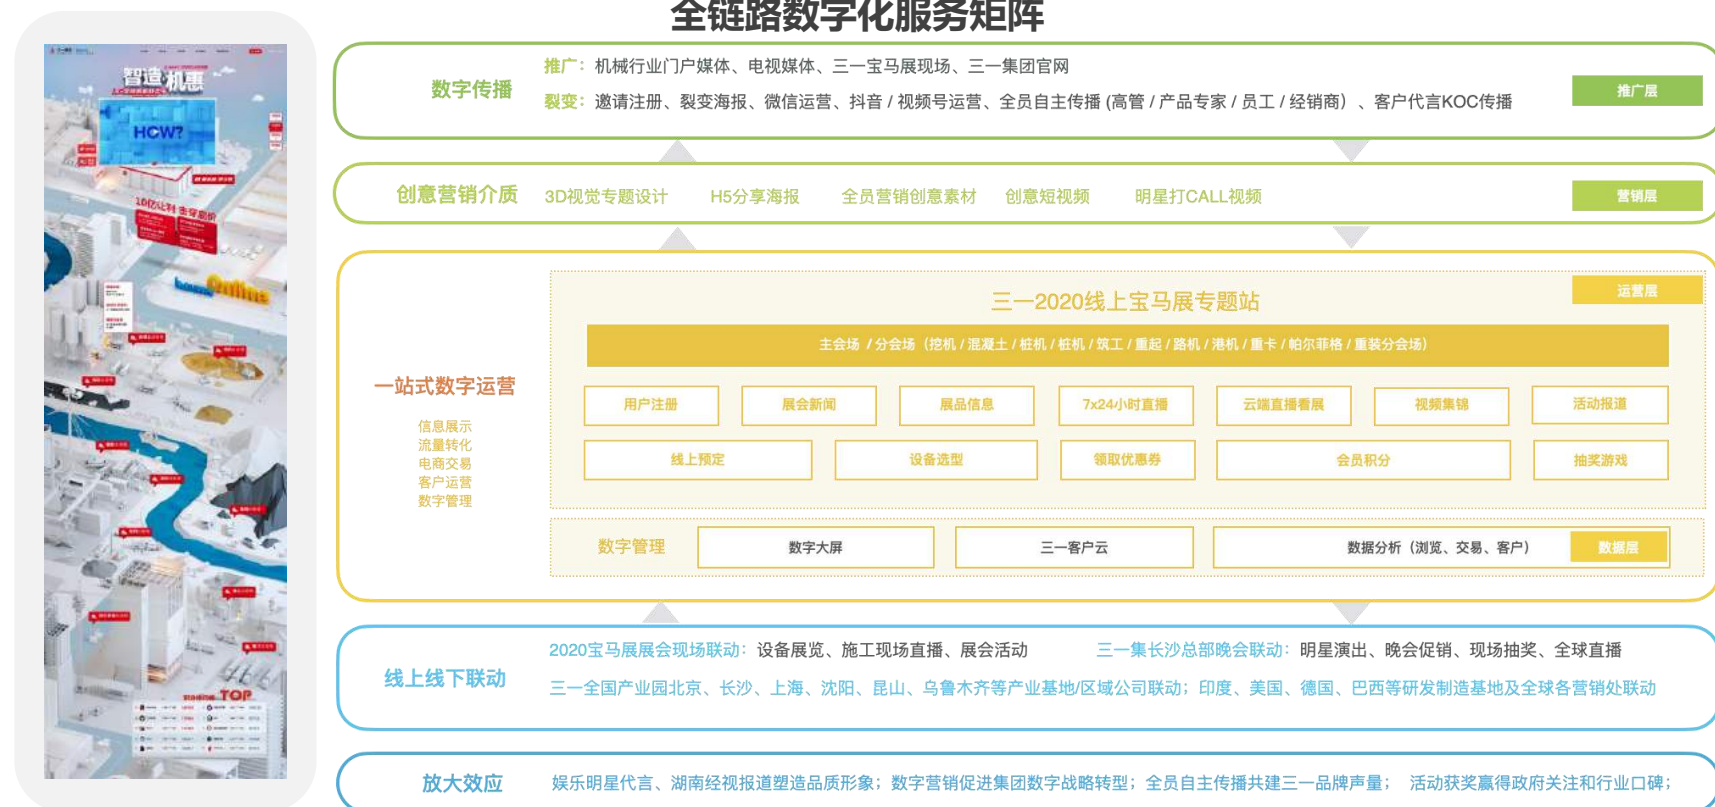 全链路数字化服务矩阵
智造机惠
HOW?
10亿让利 击穿底价
bauma Online
TOP
数字传播
推广：机械行业门户媒体、电视媒体、三一宝马展现场、三一集团官网
裂变：邀请注册、裂变海报、微信运营、抖音 / 视频号运营、全员自主传播 (高管 / 产品专家 / 员工 / 经销商）、客户代言KOC传播
推广层
创意营销介质
3D视觉专题设计 H5分享海报 全员营销创意素材 创意短视频 明星打CALL视频
营销层
一站式数字运营
信息展示
流量转化
电商交易
客户运营
数字管理
三一2020线上宝马展专题站
运营层
主会场 / 分会场（挖机 / 混凝土 / 桩机 / 桩机 / 筑工 / 重起 / 路机 / 港机 / 重卡 / 帕尔菲格 / 重装分会场）
用户注册 展会新闻 展品信息 7x24小时直播 云端直播看展 视频集锦 活动报道
线上预定 设备选型 领取优惠券 会员积分 抽奖游戏
数字管理 数字大屏 三一客户云 数据分析（浏览、交易、客户） 数据层
线上线下联动
2020宝马展展会现场联动：设备展览、施工现场直播、展会活动 三一集长沙总部晚会联动：明星演出、晚会促销、现场抽奖、全球直播
三一全国产业园北京、长沙、上海、沈阳、昆山、乌鲁木齐等产业基地/区域公司联动；印度、美国、德国、巴西等研发制造基地及全球各营销处联动
放大效应
娱乐明星代言、湖南经视报道塑造品质形象；数字营销促进集团数字战略转型；全员自主传播共建三一品牌声量； 活动获奖赢得政府关注和行业口碑；